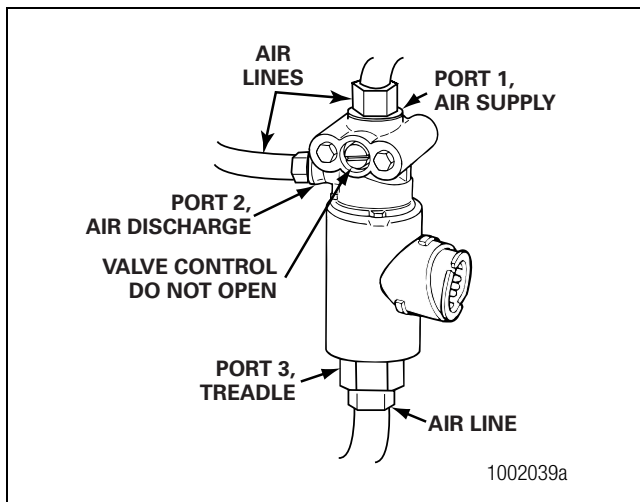 AIR
LINES
PORT 1,
AIR SUPPLY
PORT 2,
AIR DISCHARGE
VALVE CONTROL
DO NOT OPEN
PORT 3,
TREADLE
AIR LINE
1002039a